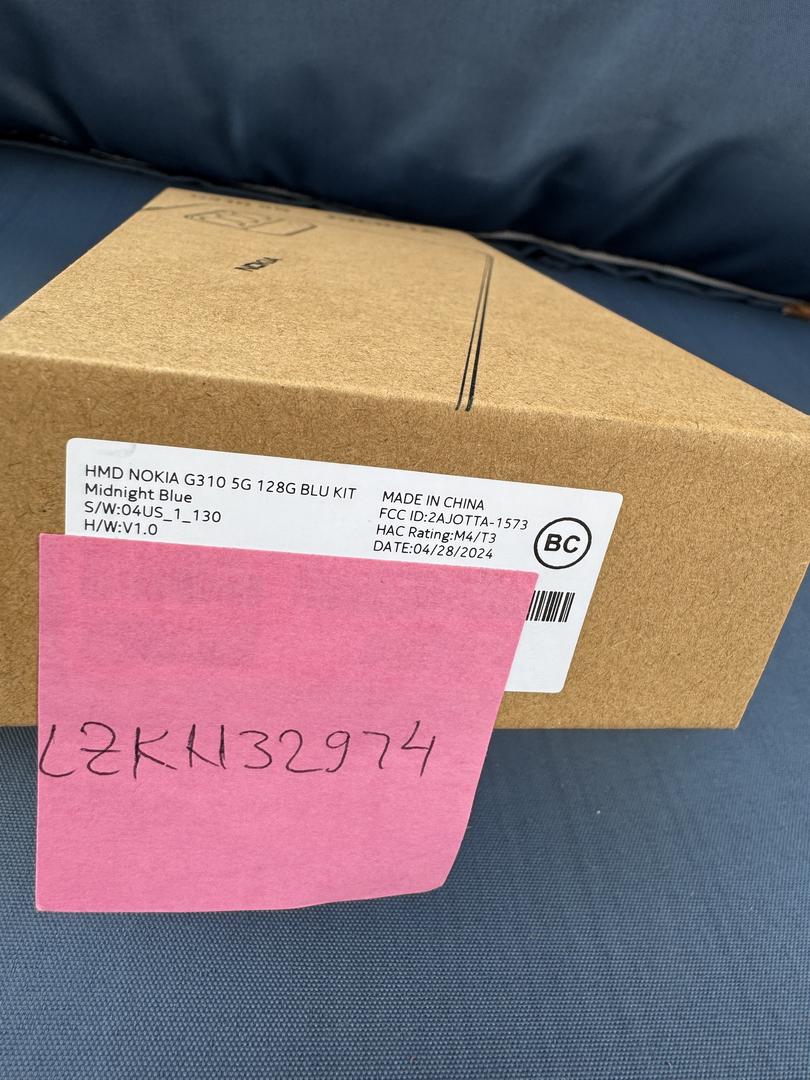 NOKIA
HMD NOKIA G310 5G 128G BLU KIT
Midnight Blue
S/W:04US_1_130
H/W:V1.0
MADE IN CHINA
FCC ID:2AJOTTA-1573
HAC Rating:M4/T3
DATE:04/28/2024
BC
LZKN32974